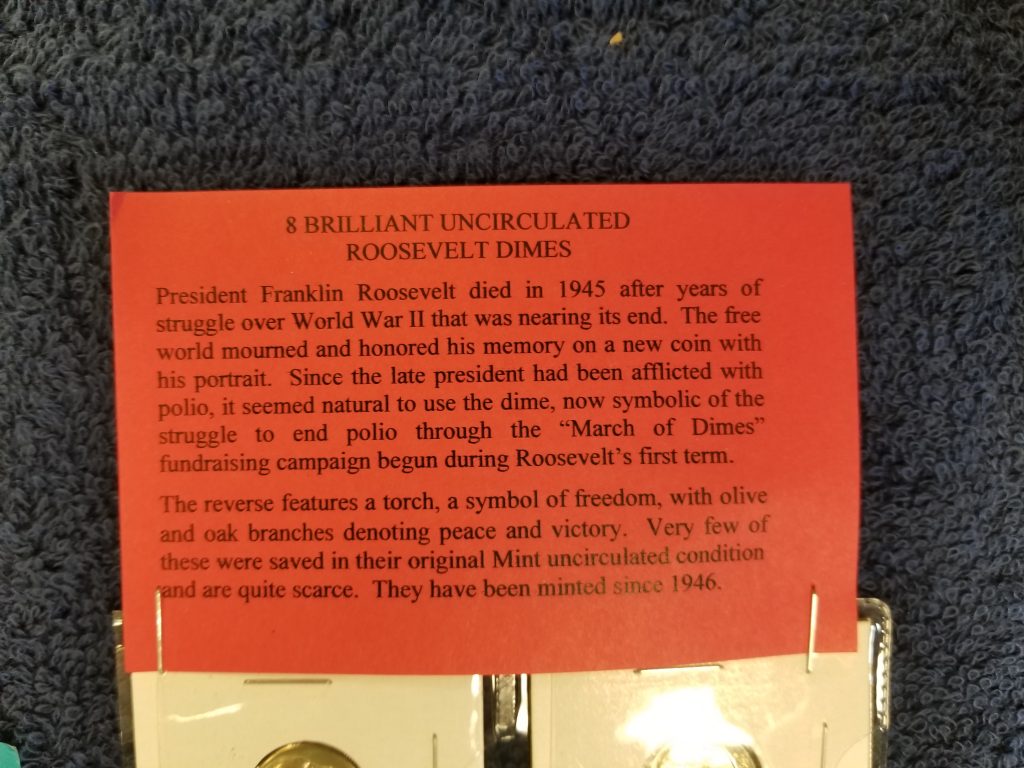 8 BRILLIANT UNCIRCULATED
ROOSEVELT DIMES
President Franklin Roosevelt died in 1945 after years of
struggle over World War II that was nearing its end. The free
world mourned and honored his memory on a new coin with
his portrait. Since the late president had been afflicted with
polio, it seemed natural to use the dime, now symbolic of the
struggle to end polio through the “March of Dimes”
fundraising campaign begun during Roosevelt’s first term.
The reverse features a torch, a symbol of freedom, with olive
and oak branches denoting peace and victory. Very few of
these were saved in their original Mint uncirculated condition
and are quite scarce. They have been minted since 1946.